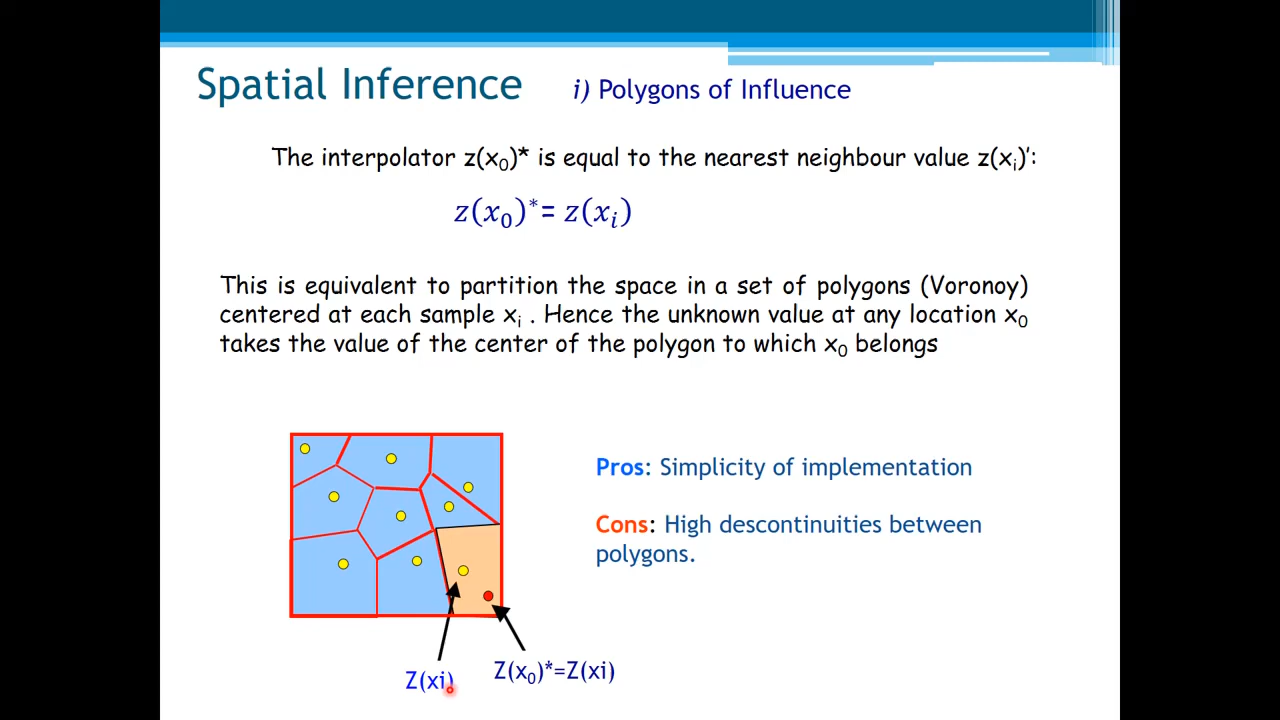 Spatial Inference
i) Polygons of Influence
The interpolator z(x₀)* is equal to the nearest neighbour value z(xᵢ)':
z(x₀)*= z(xᵢ)
This is equivalent to partition the space in a set of polygons (Voronoy)
centered at each sample xᵢ . Hence the unknown value at any location x₀
takes the value of the center of the polygon to which x₀ belongs
Pros: Simplicity of implementation
Cons: High descontinuities between
polygons.
Z(xi)
Z(x₀)*=Z(xi)